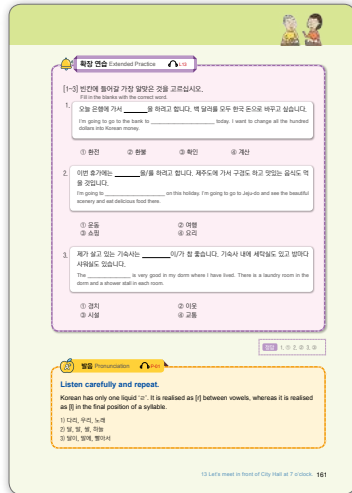 확장 연습 Extended Practice L13
[1-3] 빈칸에 들어갈 가장 알맞은 것을 고르십시오.
Fill in the blanks with the correct word.
1. 오늘 은행에 가서 ________을 하려고 합니다. 백 달러를 모두 한국 돈으로 바꾸고 싶습니다.
I'm going to go to the bank to ________________ today. I want to change all the hundred
dollars into Korean money.
① 환전 ② 환불 ③ 확인 ④ 계산
2. 이번 휴가에는 ________을/를 하려고 합니다. 제주도에 가서 구경도 하고 맛있는 음식도 먹
을 것입니다.
I'm going to ________________ on this holiday. I'm going to go to Jeju-do and see the beautiful
scenery and eat delicious food there.
① 운동 ② 여행
③ 쇼핑 ④ 요리
3. 제가 살고 있는 기숙사는 ________이/가 참 좋습니다. 기숙사 내에 세탁실도 있고 방마다
샤워실도 있습니다.
The ________________ is very good in my dorm where I have lived. There is a laundry room in the
dorm and a shower stall in each room.
① 경치 ② 이웃
③ 시설 ④ 교통
정답 1. ① 2. ② 3. ③
발음 Pronunciation P-01
Listen carefully and repeat.
Korean has only one liquid 'ㄹ'. It is realised as [r] between vowels, whereas it is realised
as [l] in the final position of a syllable.
1) 다리, 우리, 노래
2) 달, 말, 팔, 하늘
3) 달이, 말에, 빨아서
13 Let's meet in front of City Hall at 7 o'clock. 161